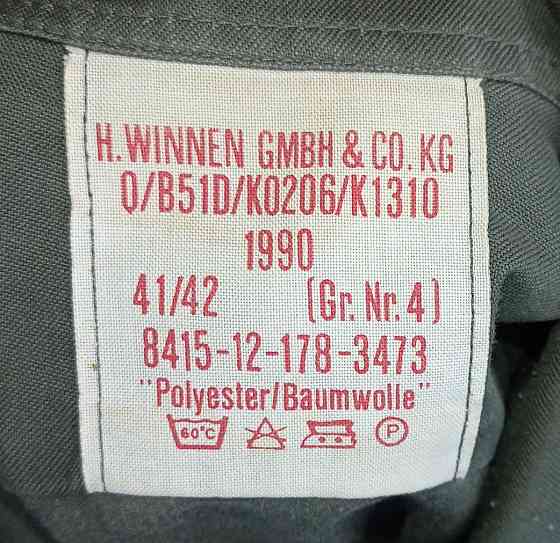 H. WINNEN GMBH & CO. KG
O/B51D/K0206/K1310
1990
41/42 (Gr. Nr. 4)
8415-12-178-3473
"Polyester/Baumwolle"
60°C P